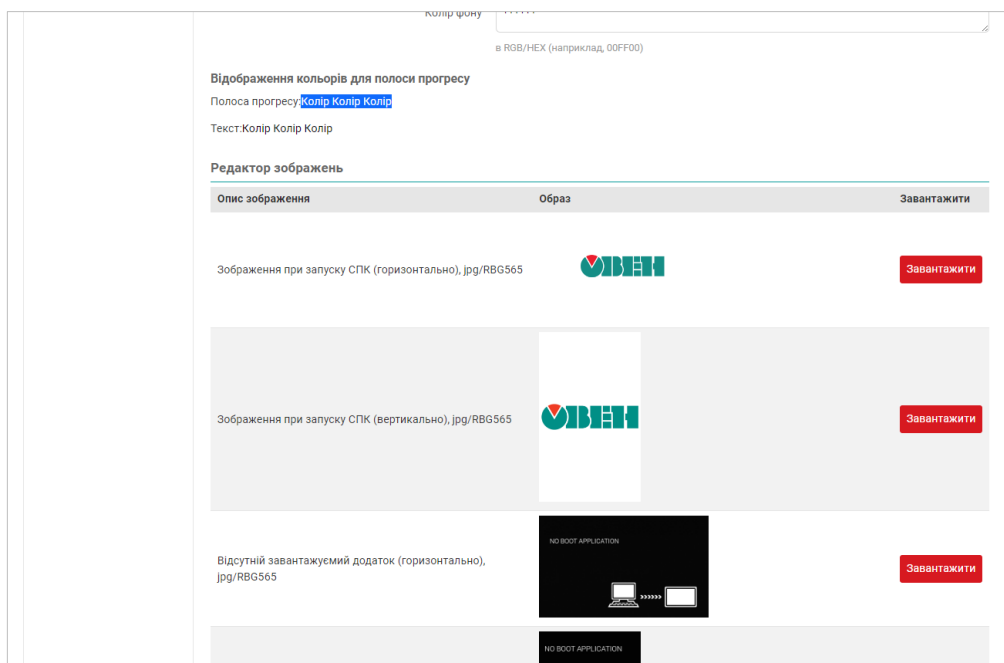 Колір фону
в RGB/HEX (наприклад, 00FF00)
Відображення кольорів для полоси прогресу
Полоса прогресу:Колір Колір Колір
Текст:Колір Колір Колір
Редактор зображень
Опис зображення Образ Завантажити
Зображення при запуску СПК (горизонтально), jpg/RBG565 ОВЕН Завантажити
Зображення при запуску СПК (вертикально), jpg/RBG565 ОВЕН Завантажити
NO BOOT APPLICATION
Відсутній завантажуємий додаток (горизонтально),
jpg/RBG565
Завантажити
NO BOOT APPLICATION